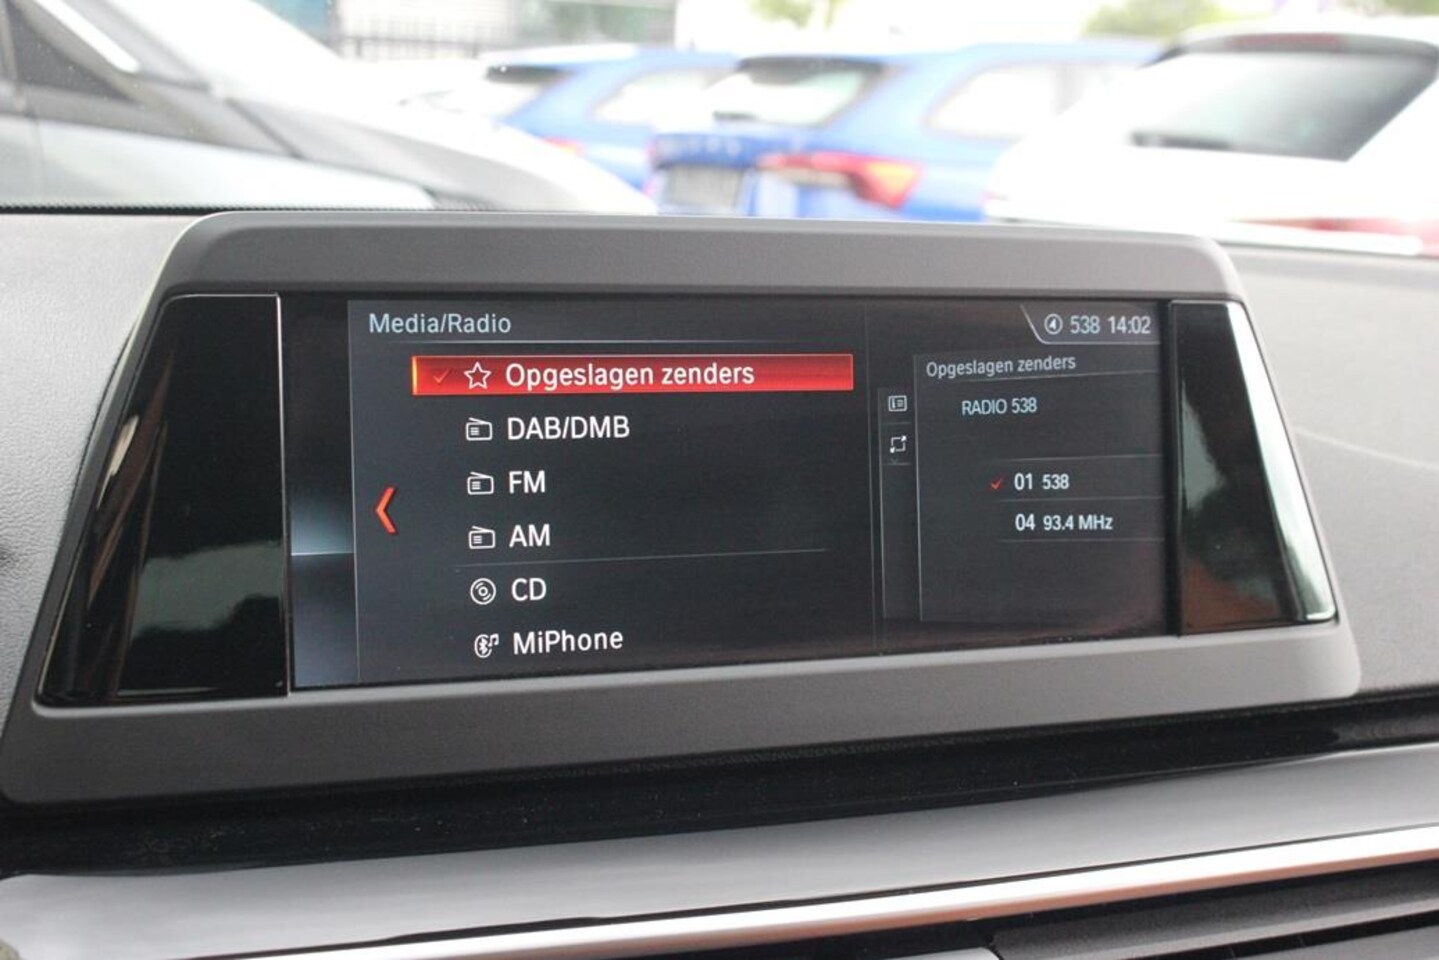 Media/Radio
538 14:02
Opgeslagen zenders
DAB/DMB
FM
AM
CD
MiPhone
Opgeslagen zenders
RADIO 538
01 538
04 93.4 MHz